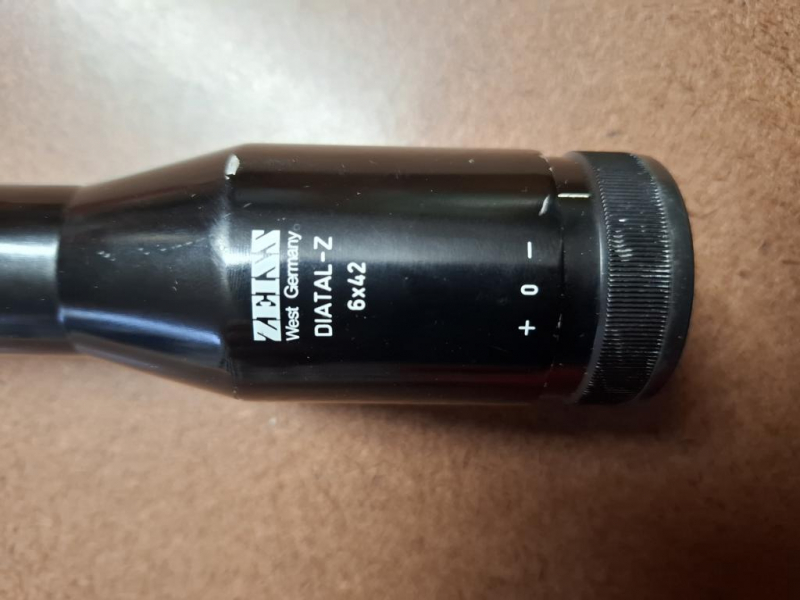 ZEISS
West Germany
DIATAL-Z
6x42
+ 0 -